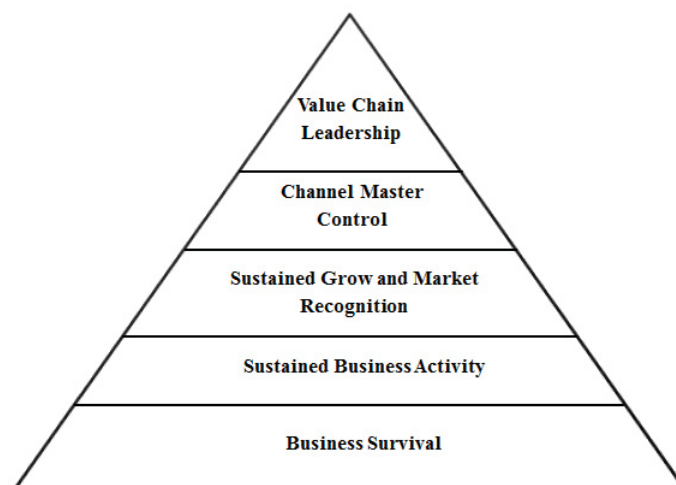 Value Chain
Leadership
Channel Master
Control
Sustained Grow and Market
Recognition
Sustained Business Activity
Business Survival